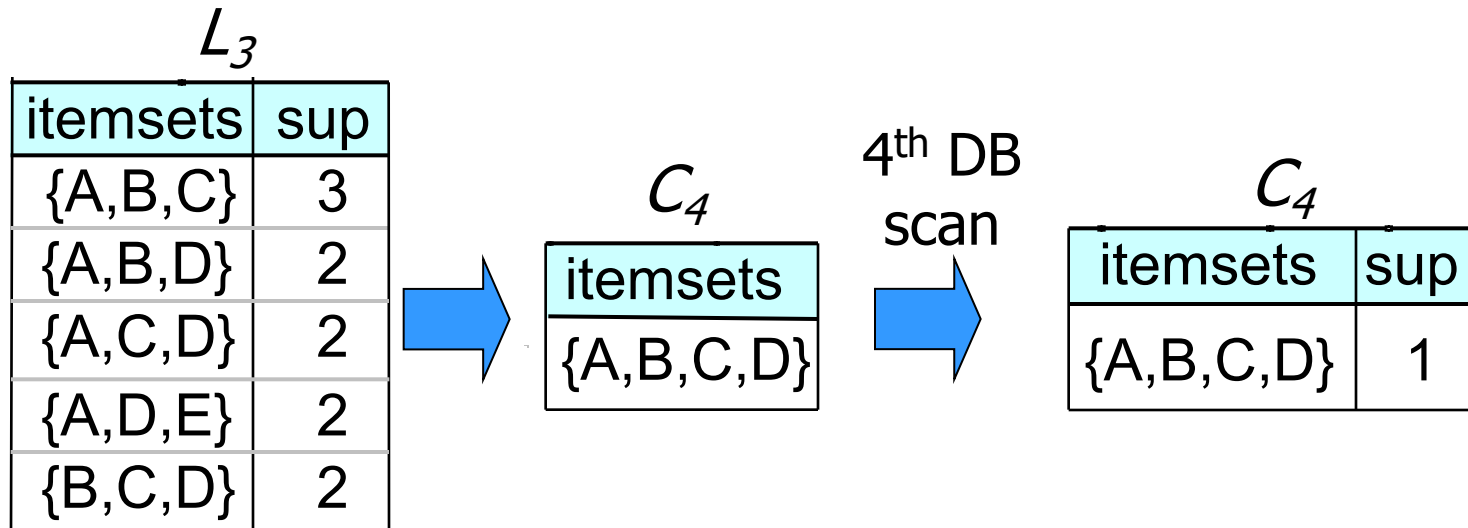 L3
itemsets sup
{A,B,C} 3
{A,B,D} 2
{A,C,D} 2
{A,D,E} 2
{B,C,D} 2
C4
itemsets
{A,B,C,D}
4th DB
scan
C4
itemsets sup
{A,B,C,D} 1